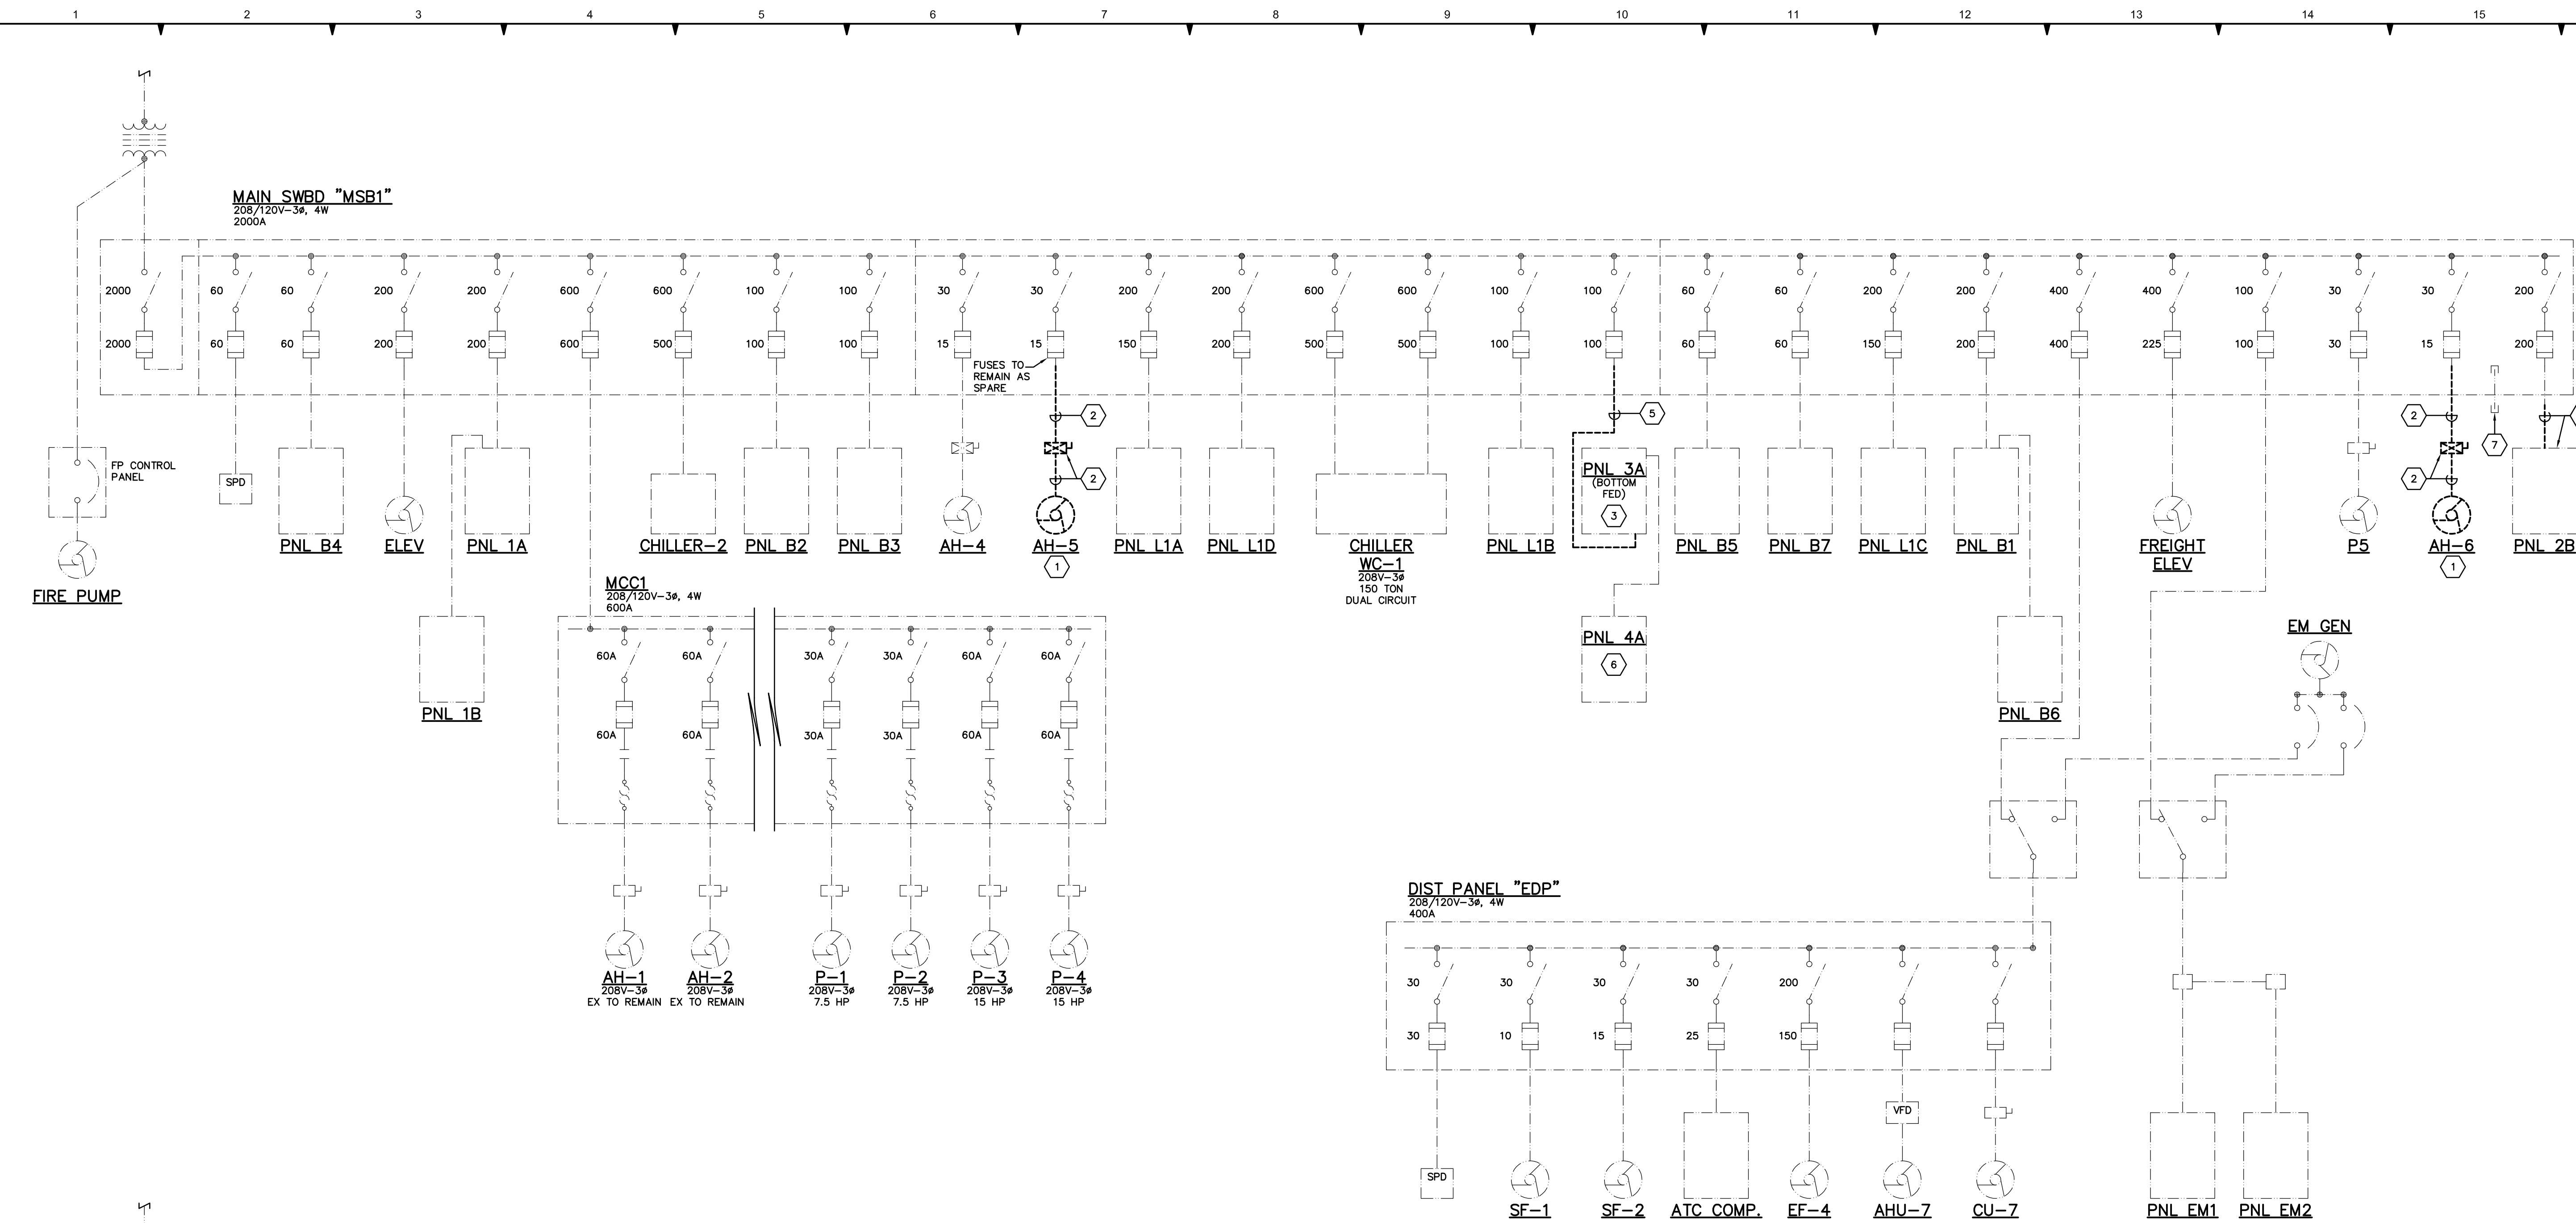 1 2 3 4 5 6 7 8 9 10 11 12 13 14 15
MAIN SWBD "MSB1"
208/120V-3ø, 4W
2000A
2000 60 60 200 200 600 600 100 100 30 30 200 200 600 600 100 100 60 60 200 200 400 400 100 30 30 200
2000 60 60 200 200 600 500 100 100 15 15 150 200 500 500 100 100 60 60 150 200 400 225 100 30 15 200
FUSES TO
REMAIN AS
SPARE
2 5 2 7
2 2
FP CONTROL
PANEL
SPD
PNL 3A
(BOTTOM
FED)
3
FIRE PUMP
PNL B4 ELEV PNL 1A CHILLER-2 PNL B2 PNL B3 AH-4 AH-5 PNL L1A PNL L1D CHILLER PNL L1B PNL B5 PNL B7 PNL L1C PNL B1 FREIGHT P5 AH-6 PNL 2B
1 WC-1 ELEV 1
208V-3ø
150 TON
DUAL CIRCUIT
MCC1
208/120V-3ø, 4W
600A
60A 60A 30A 30A 60A 60A
60A 60A 30A 30A 60A 60A
PNL 1B
PNL 4A
6
PNL B6
EM GEN
AH-1 AH-2 P-1 P-2 P-3 P-4
208V-3ø 208V-3ø 208V-3ø 208V-3ø 208V-3ø 208V-3ø
EX TO REMAIN EX TO REMAIN 7.5 HP 7.5 HP 15 HP 15 HP
DIST PANEL "EDP"
208/120V-3ø, 4W
400A
30 30 30 30 200
30 10 15 25 150
VFD
SPD
SF-1 SF-2 ATC COMP. EF-4 AHU-7 CU-7 PNL EM1 PNL EM2